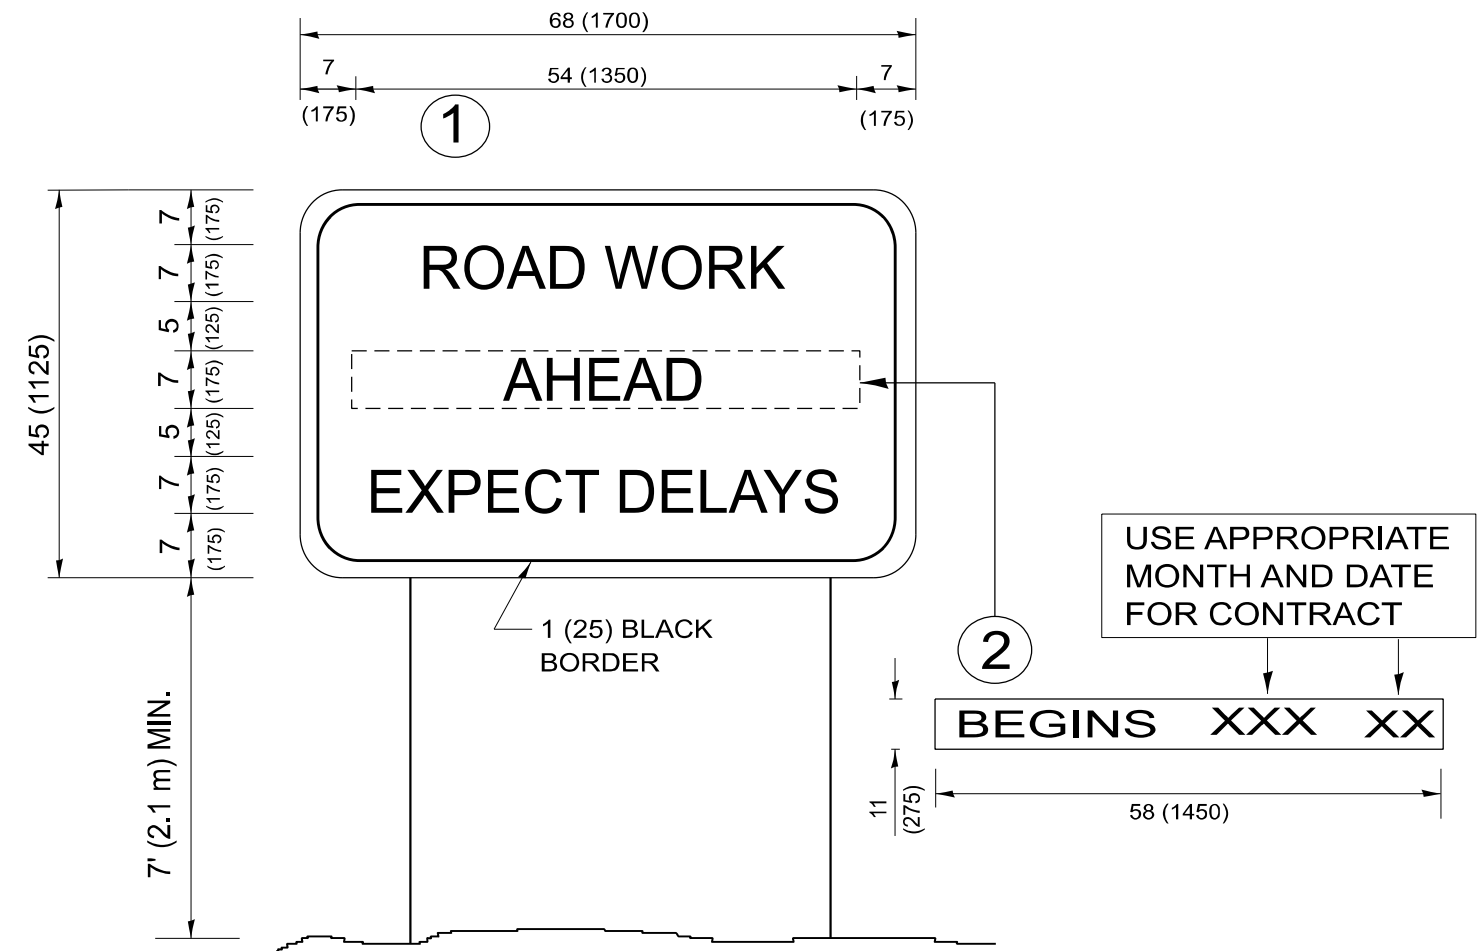 68 (1700)
7
54 (1350)
7
(175)
(175)
1
7
(175)
7
(175)
5
(125)
7
(175)
5
(125)
7
(175)
7
(175)
45 (1125)
ROAD WORK
AHEAD
EXPECT DELAYS
1 (25) BLACK
BORDER
7' (2.1 m) MIN.
2
USE APPROPRIATE
MONTH AND DATE
FOR CONTRACT
BEGINS XXX XX
11
(275)
58 (1450)